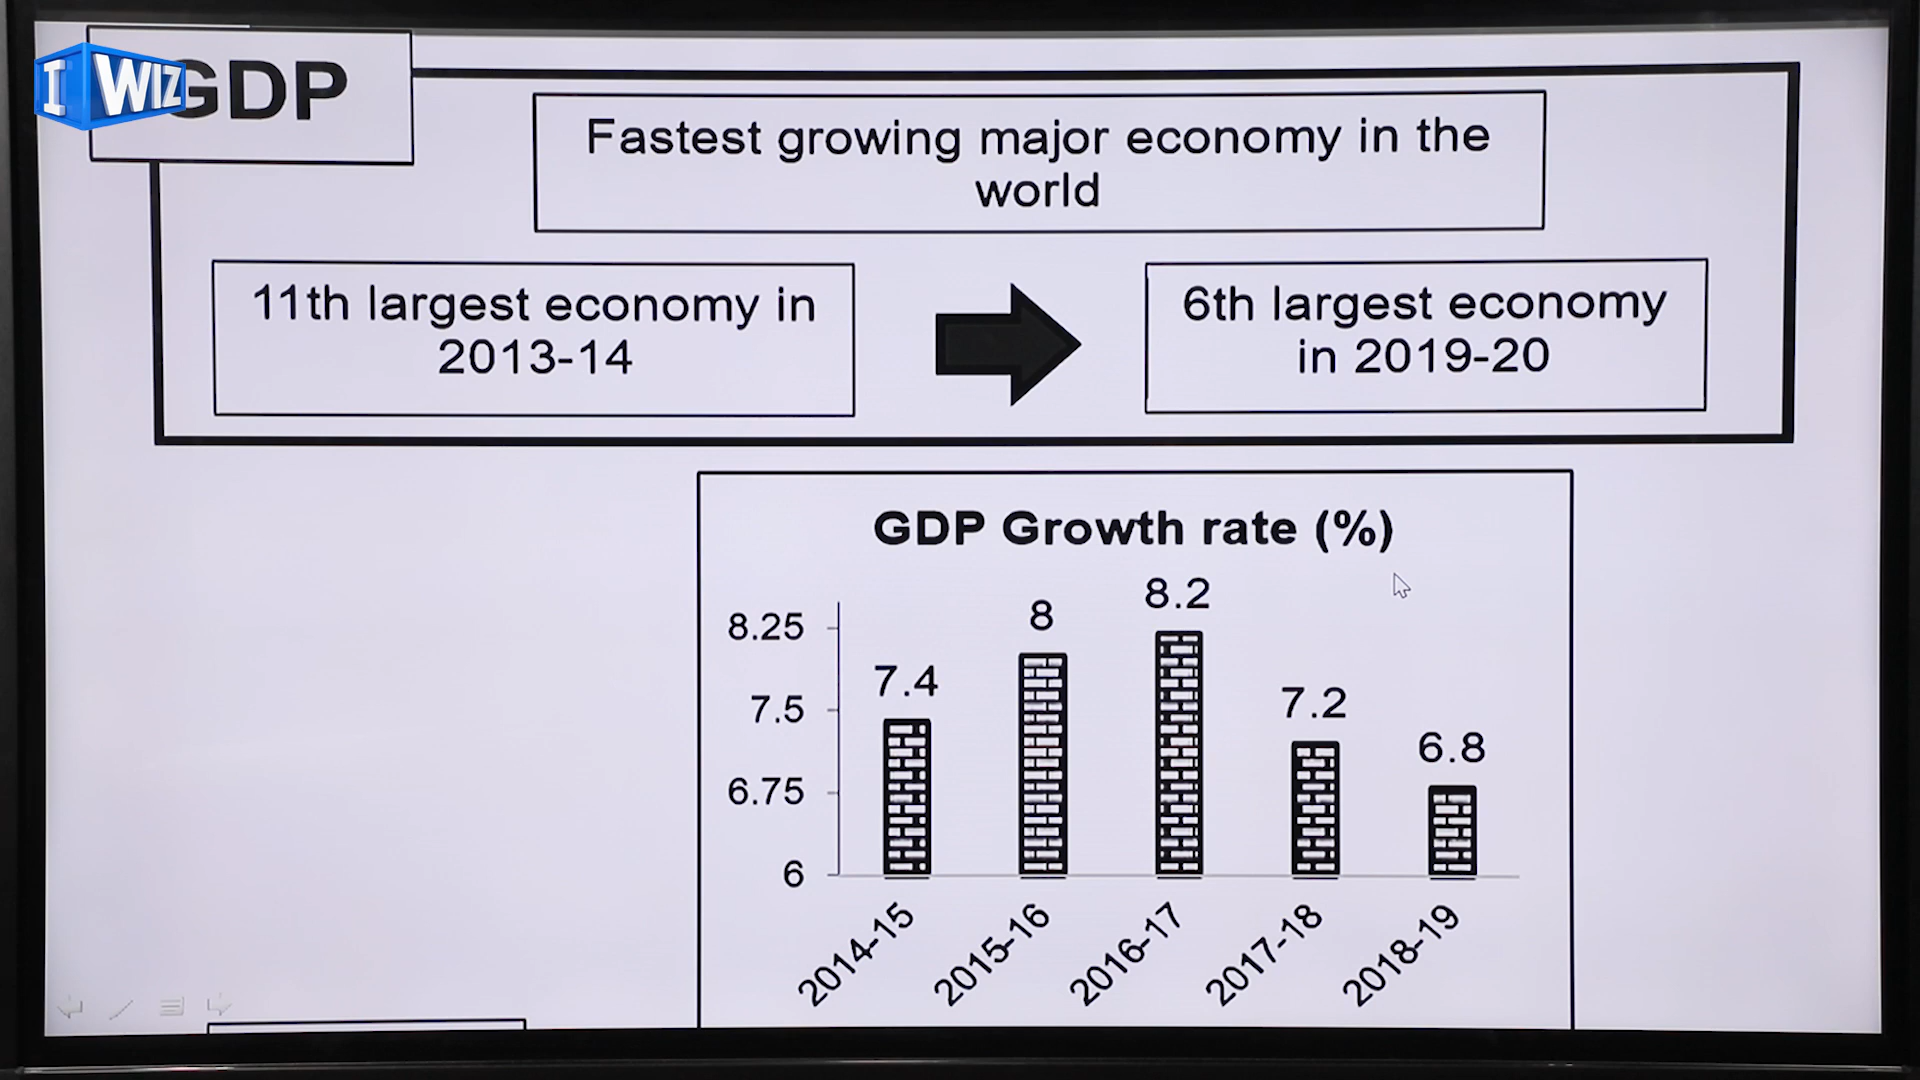 I WIZ
GDP
Fastest growing major economy in the
world
11th largest economy in
2013-14
6th largest economy
in 2019-20
GDP Growth rate (%)
8.25
7.5
6.75
6
7.4
8
8.2
7.2
6.8
2014-15
2015-16
2016-17
2017-18
2018-19